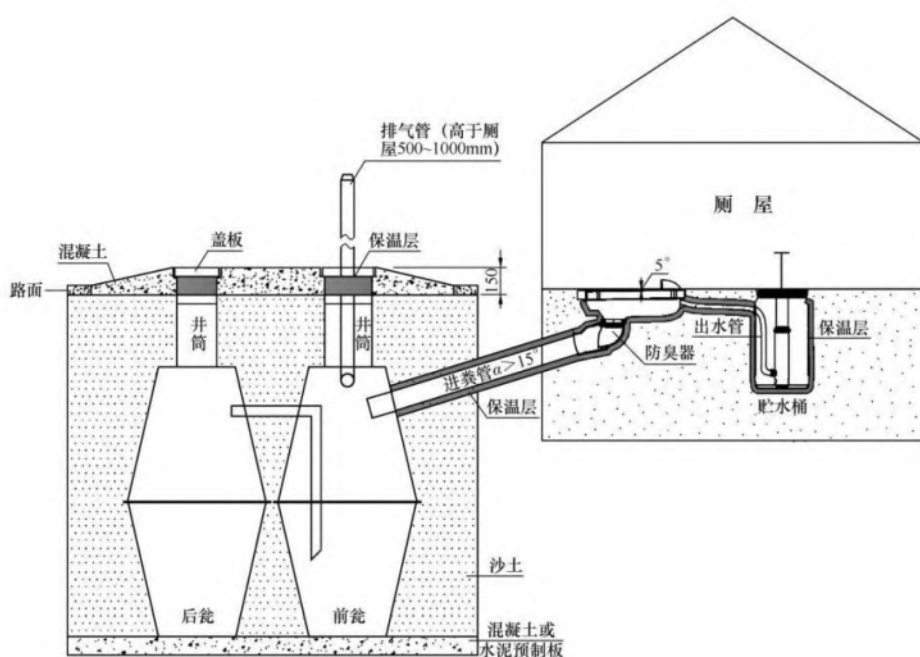 排气管（高于厕
屋500~1000mm）
厕 屋
盖板
保温层
混凝土
路面
150
5°
井
筒
井
筒
出水管
保温层
防臭器
进粪管α＞15°
保温层
贮水桶
沙土
后瓮
前瓮
混凝土或
水泥预制板